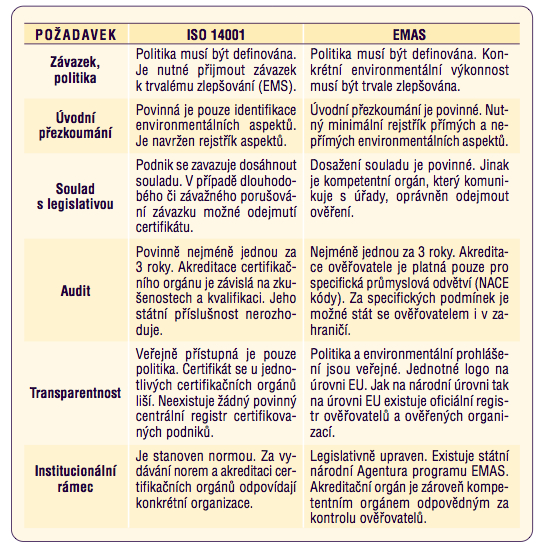 POŽADAVEK ISO 14001 EMAS
Závazek,
politika
Politika musí být definována.
Je nutné přijmout závazek
k trvalému zlepšování (EMS).
Politika musí být definována. Kon-
krétní environmentální výkonnost
musí být trvale zlepšována.
Úvodní
přezkoumání
Povinná je pouze identifikace
environmentálních aspektů.
Je navržen rejstřík aspektů.
Úvodní přezkoumání je povinné. Nut-
ný minimální rejstřík přímých a ne-
přímých environmentálních aspektů.
Soulad
s legislativou
Podnik se zavazuje dosáhnout
souladu. V případě dlouhodo-
bého či závažného porušová-
ní závazku možné odejmutí
certifikátu.
Dosažení souladu je povinné. Jinak
je kompetentní orgán, který komuni-
kuje s úřady, oprávněn odejmout
ověření.
Audit
Povinně nejméně jednou za
3 roky. Akreditace certifikač-
ního orgánu je závislá na zku-
šenostech a kvalifikaci. Jeho
státní příslušnost nerozho-
duje.
Nejméně jednou za 3 roky. Akredita-
ce ověřovatele je platná pouze pro
specifická průmyslová odvětví (NACE
kódy). Za specifických podmínek je
možné stát se ověřovatelem i v za-
hraničí.
Transparentnost
Veřejně přístupná je pouze
politika. Certifikát se u jedno-
tlivých certifikačních orgánů
liší. Neexistuje žádný povinný
centrální registr certifikova-
ných podniků.
Politika a environmentální prohláše-
ní jsou veřejné. Jednotné logo na
úrovni EU. Jak na národní úrovni tak
na úrovni EU existuje oficiální regis-
tr ověřovatelů a ověřených organi-
zací.
Institucionální
rámec
Je stanoven normou. Za vy-
dávání norem a akreditaci cer-
tifikačních orgánů odpovídají
konkrétní organizace.
Legislativně upraven. Existuje státní
národní Agentura programu EMAS.
Akreditační orgán je zároveň kompe-
tentním orgánem odpovědným za
kontrolu ověřovatelů.